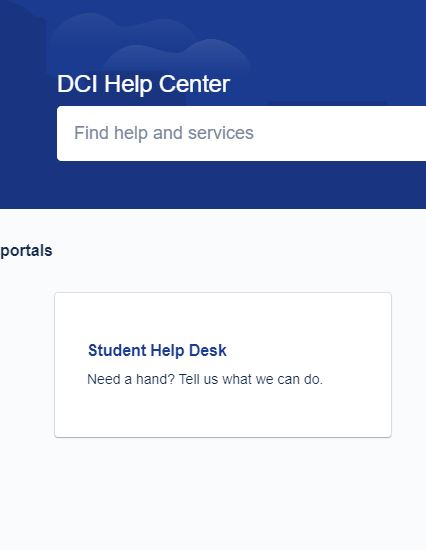 DCI Help Center
Find help and services
portals
Student Help Desk
Need a hand? Tell us what we can do.